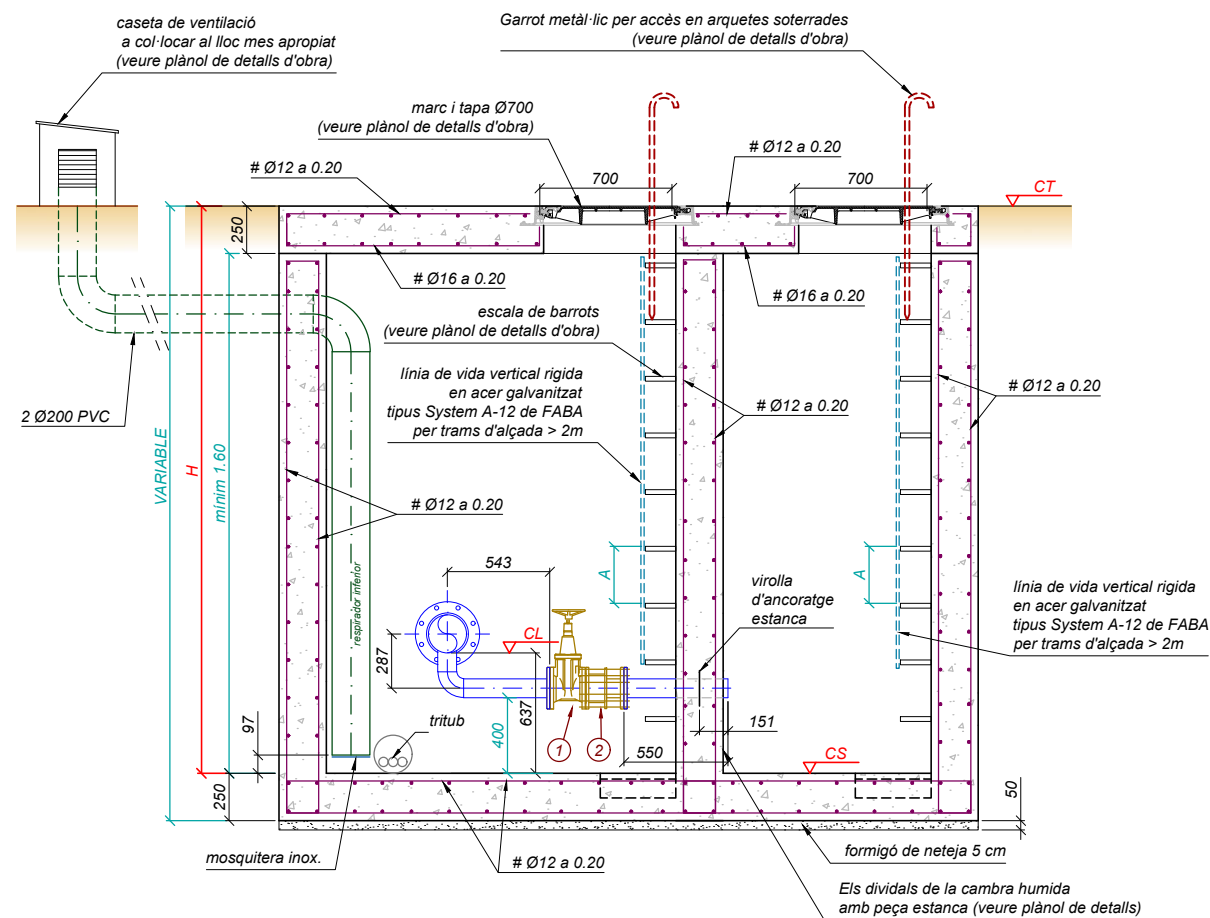 caseta de ventilació
a col·locar al lloc mes apropiat
(veure plànol de detalls d'obra)
Garrot metàl·lic per accès en arquetes soterrades
(veure plànol de detalls d'obra)
marc i tapa Ø700
(veure plànol de detalls d'obra)
# Ø12 a 0.20
# Ø12 a 0.20
700
700
CT
250
# Ø16 a 0.20
# Ø16 a 0.20
escala de barrots
(veure plànol de detalls d'obra)
línia de vida vertical rigida
en acer galvanitzat
tipus System A-12 de FABA
per trams d'alçada > 2m
# Ø12 a 0.20
# Ø12 a 0.20
2 Ø200 PVC
VARIABLE
H
mínim 1.60
# Ø12 a 0.20
respirador inferior
543
A
A
virolla
d'ancoratge
estanca
línia de vida vertical rigida
en acer galvanitzat
tipus System A-12 de FABA
per trams d'alçada > 2m
CL
287
637
400
97
tritub
1
2
151
550
CS
250
50
mosquitera inox.
# Ø12 a 0.20
formigó de neteja 5 cm
Els dividals de la cambra humida
amb peça estanca (veure plànol de detalls)